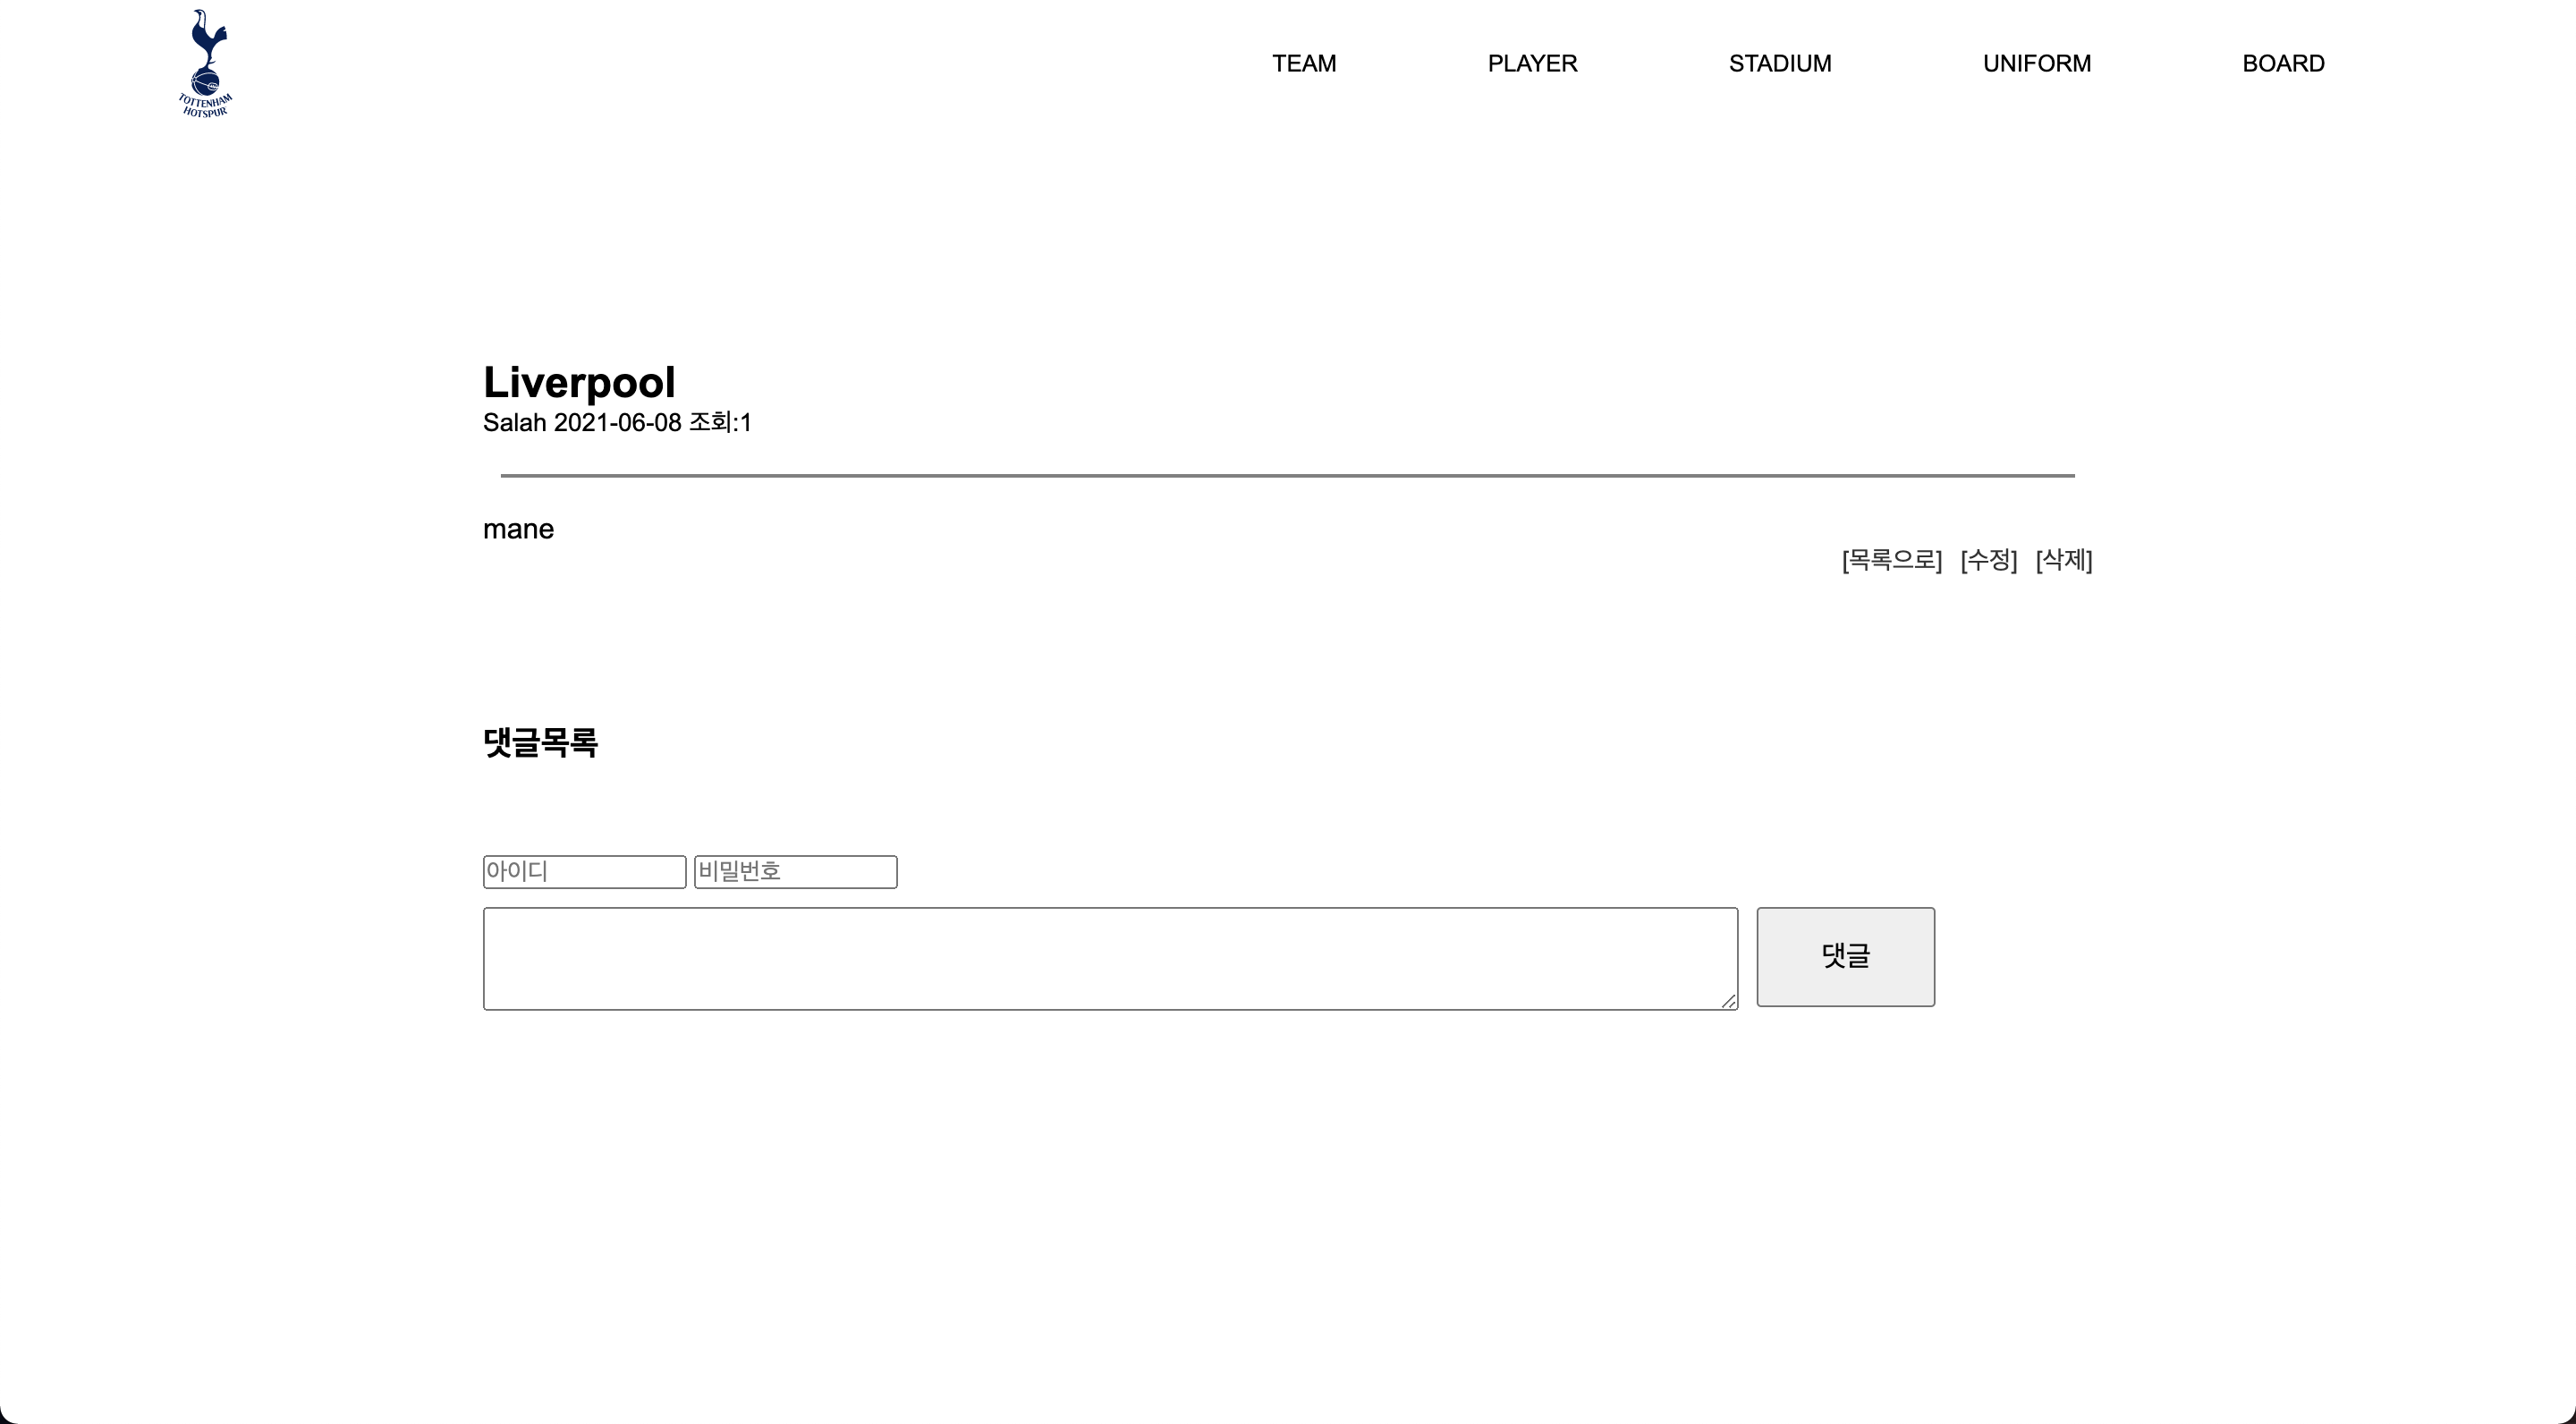 TOTTENHAM
HOTSPUR
TEAM PLAYER STADIUM UNIFORM BOARD
Liverpool
Salah 2021-06-08 조회:1
mane
[목록으로] [수정] [삭제]
댓글목록
아이디 비밀번호
댓글